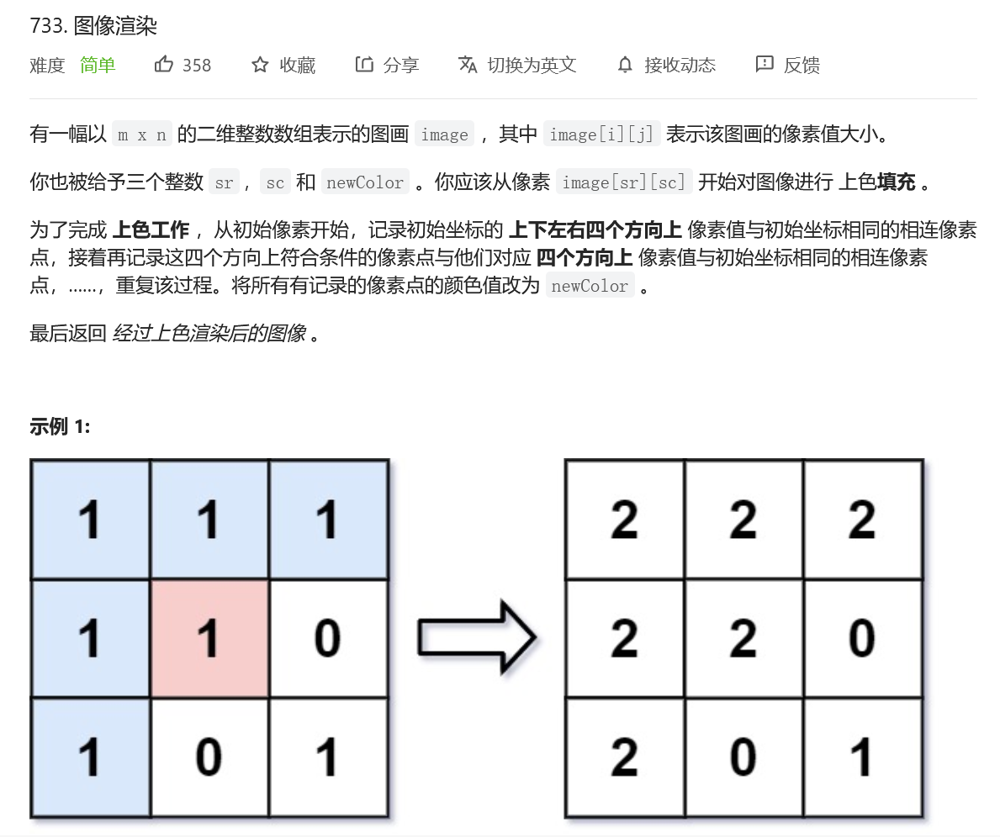 733. 图像渲染
难度 简单 358 收藏 分享 切换为英文 接收动态 反馈
有一幅以 m x n 的二维整数数组表示的图画 image ，其中 image[i][j] 表示该图画的像素值大小。
你也被给予三个整数 sr ，sc 和 newColor 。你应该从像素 image[sr][sc] 开始对图像进行 上色填充 。
为了完成 上色工作 ，从初始像素开始，记录初始坐标的 上下左右四个方向上 像素值与初始坐标相同的相连像素
点，接着再记录这四个方向上符合条件的像素点与他们对应 四个方向上 像素值与初始坐标相同的相连像素
点，……，重复该过程。将所有有记录的像素点的颜色值改为 newColor 。
最后返回 经过上色渲染后的图像 。
示例 1:
1 1 1 2 2 2
1 1 0 2 2 0
1 0 1 2 0 1